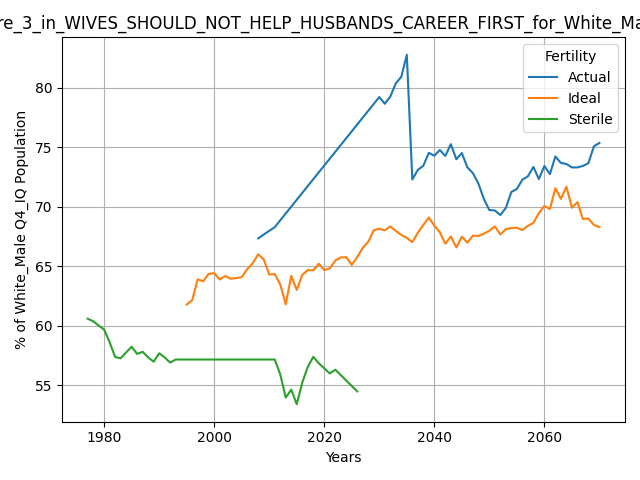 re_3_in_WIVES_SHOULD_NOT_HELP_HUSBANDS_CAREER_FIRST_for_White_Ma
Fertility
Actual
Ideal
Sterile
% of White_Male Q4_IQ Population
80
75
70
65
60
55
1980
2000
2020
2040
2060
Years